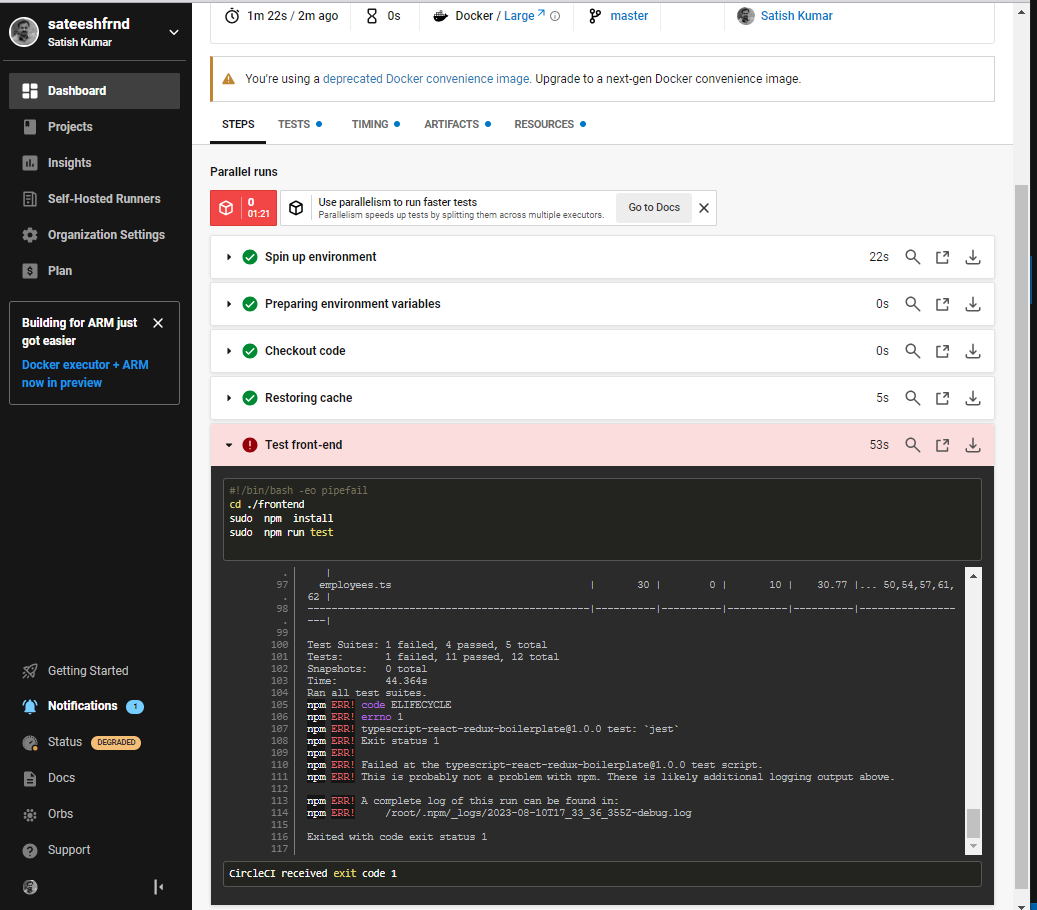 sateeshfrnd
Satish Kumar
Dashboard
Projects
Insights
Self-Hosted Runners
Organization Settings
Plan
Building for ARM just
got easier
Docker executor + ARM
now in preview
Getting Started
Notifications 1
Status DEGRADED
Docs
Orbs
Support
1m 22s / 2m ago 0s Docker / Large master Satish Kumar
You're using a deprecated Docker convenience image. Upgrade to a next-gen Docker convenience image.
STEPS TESTS TIMING ARTIFACTS RESOURCES
Parallel runs
0
01:21
Use parallelism to run faster tests
Parallelism speeds up tests by splitting them across multiple executors.
Go to Docs
Spin up environment 22s
Preparing environment variables 0s
Checkout code 0s
Restoring cache 5s
Test front-end 53s
#!/bin/bash -eo pipefail
cd ./frontend
sudo  npm  install
sudo  npm run test
. |
97 employees.ts | 30 | 0 | 10 | 30.77 |... 50,54,57,61,
. 62 |
98 -----------------------------------------------|----------|----------|----------|----------|----------------
. ---|
99
100 Test Suites: 1 failed, 4 passed, 5 total
101 Tests:       1 failed, 11 passed, 12 total
102 Snapshots:   0 total
103 Time:        44.364s
104 Ran all test suites.
105 npm ERR! code ELIFECYCLE
106 npm ERR! errno 1
107 npm ERR! typescript-react-redux-boilerplate@1.0.0 test: `jest`
108 npm ERR! Exit status 1
109 npm ERR!
110 npm ERR! Failed at the typescript-react-redux-boilerplate@1.0.0 test script.
111 npm ERR! This is probably not a problem with npm. There is likely additional logging output above.
112
113 npm ERR! A complete log of this run can be found in:
114 npm ERR!     /root/.npm/_logs/2023-08-10T17_33_36_355Z-debug.log
115
116 Exited with code exit status 1
117
CircleCI received exit code 1